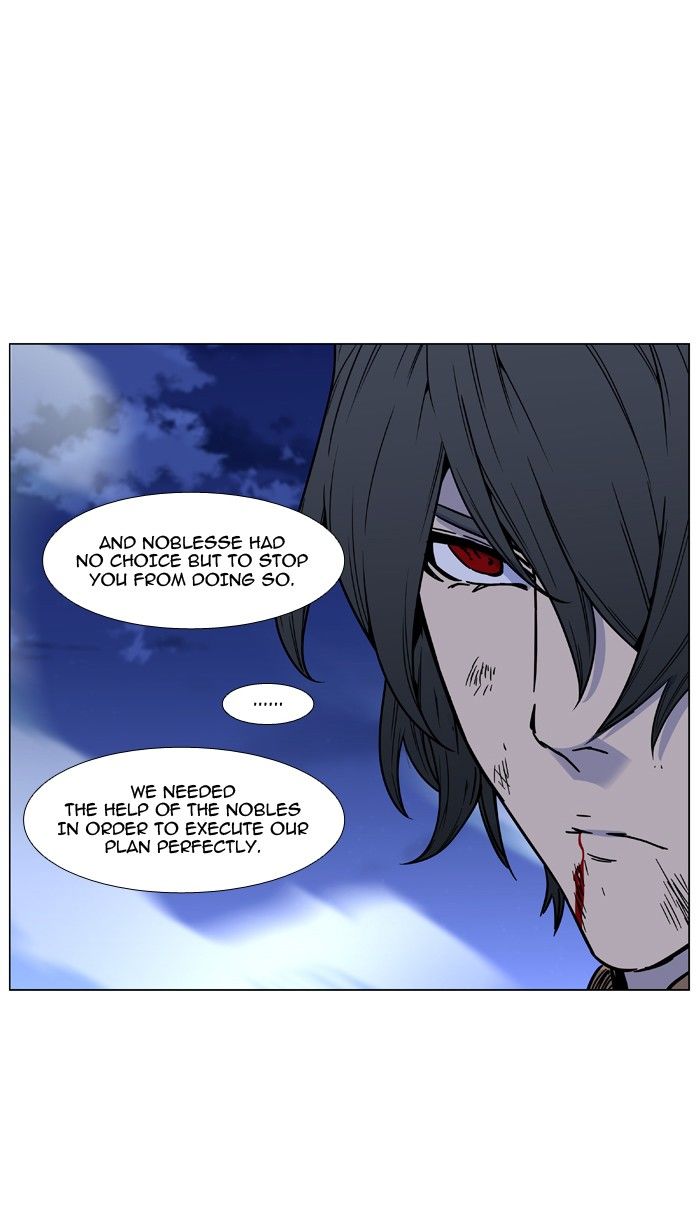 AND NOBLESSE HAD
NO CHOICE BUT TO STOP
YOU FROM DOING SO.
......
WE NEEDED
THE HELP OF THE NOBLES
IN ORDER TO EXECUTE OUR
PLAN PERFECTLY.